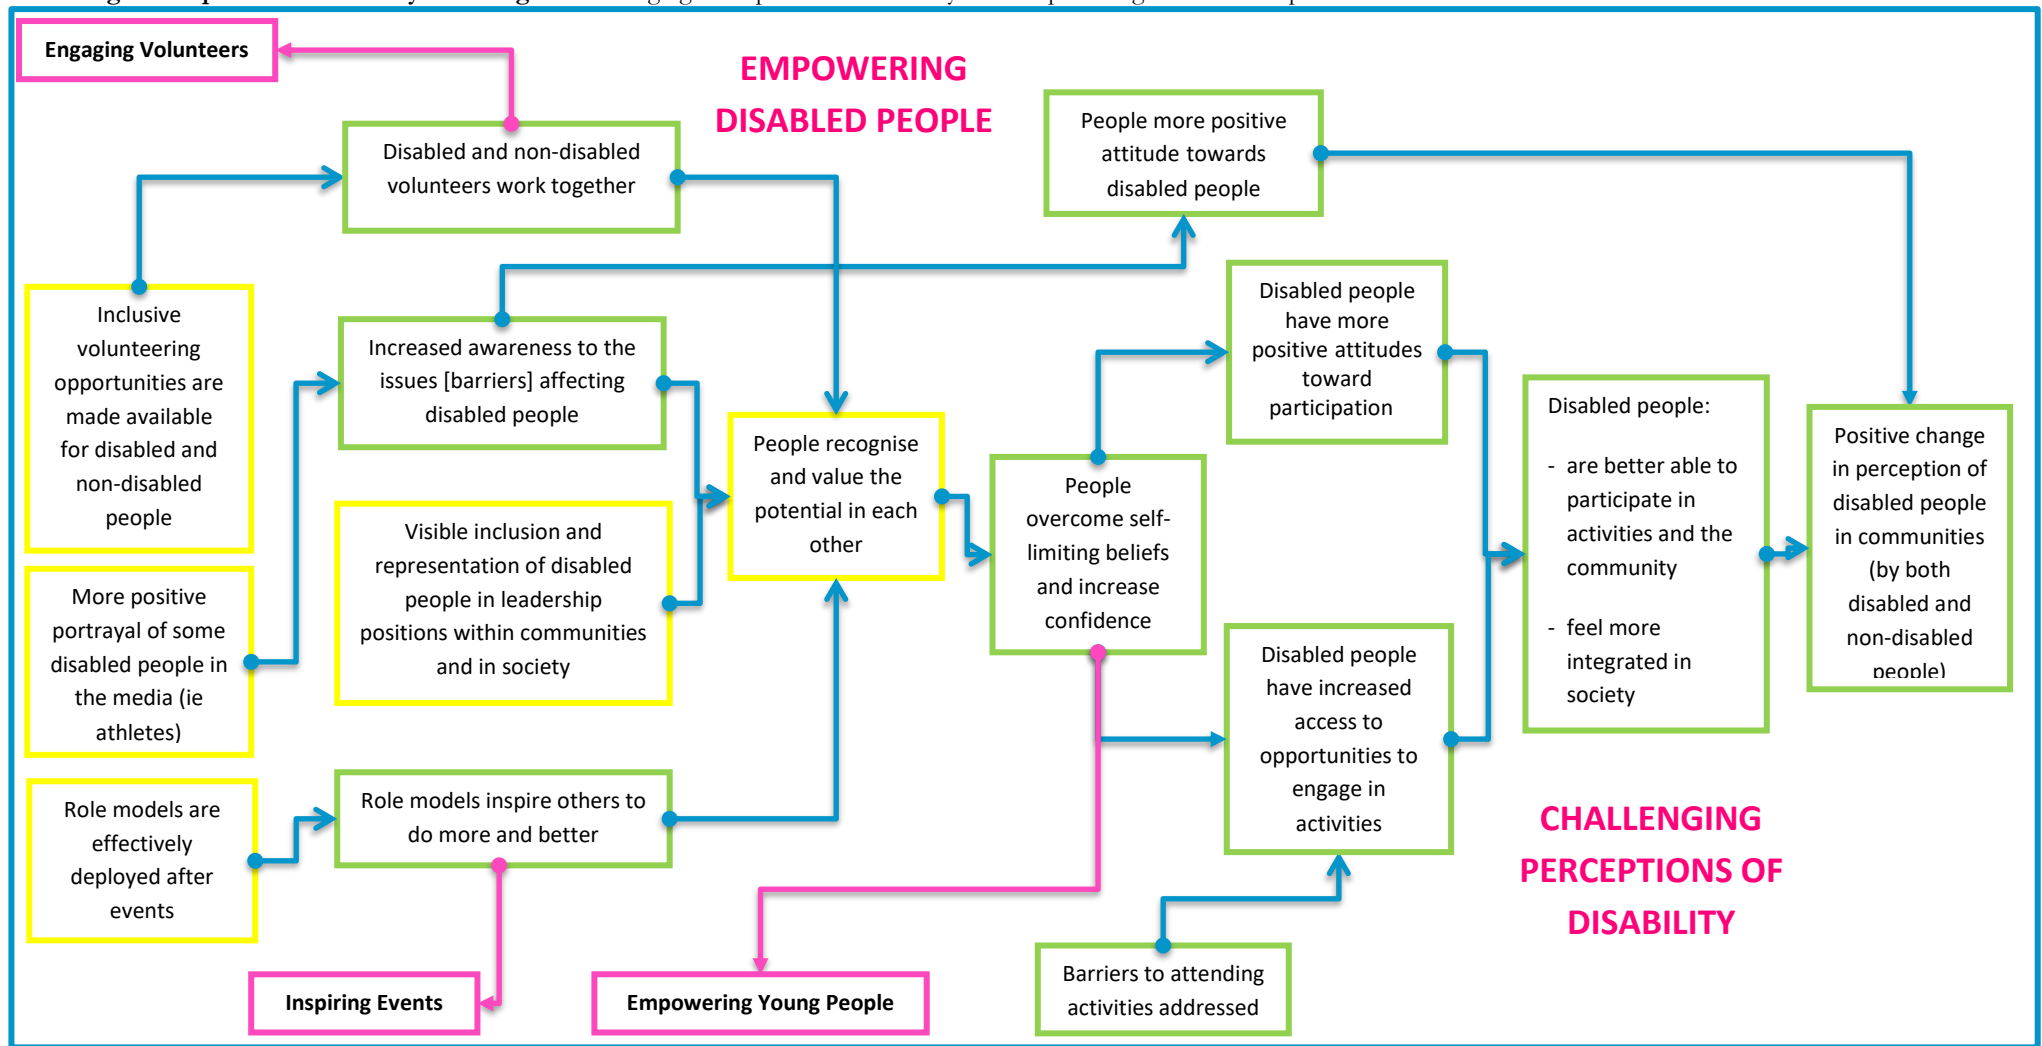 Engaging Volunteers
EMPOWERING
DISABLED PEOPLE
Disabled and non-disabled
volunteers work together
People more positive
attitude towards
disabled people
Inclusive
volunteering
opportunities are
made available
for disabled and
non-disabled
people
Increased awareness to the
issues [barriers] affecting
disabled people
Disabled people
have more
positive attitudes
toward
participation
More positive
portrayal of some
disabled people in
the media (ie
athletes)
Visible inclusion and
representation of disabled
people in leadership
positions within communities
and in society
People recognise
and value the
potential in each
other
People
overcome self-
limiting beliefs
and increase
confidence
Disabled people:
- are better able to
participate in
activities and the
community
- feel more
integrated in
society
Positive change
in perception of
disabled people
in communities
(by both
disabled and
non-disabled
people)
Role models are
effectively
deployed after
events
Role models inspire others to
do more and better
Disabled people
have increased
access to
opportunities to
engage in
activities
CHALLENGING
PERCEPTIONS OF
DISABILITY
Inspiring Events
Empowering Young People
Barriers to attending
activities addressed